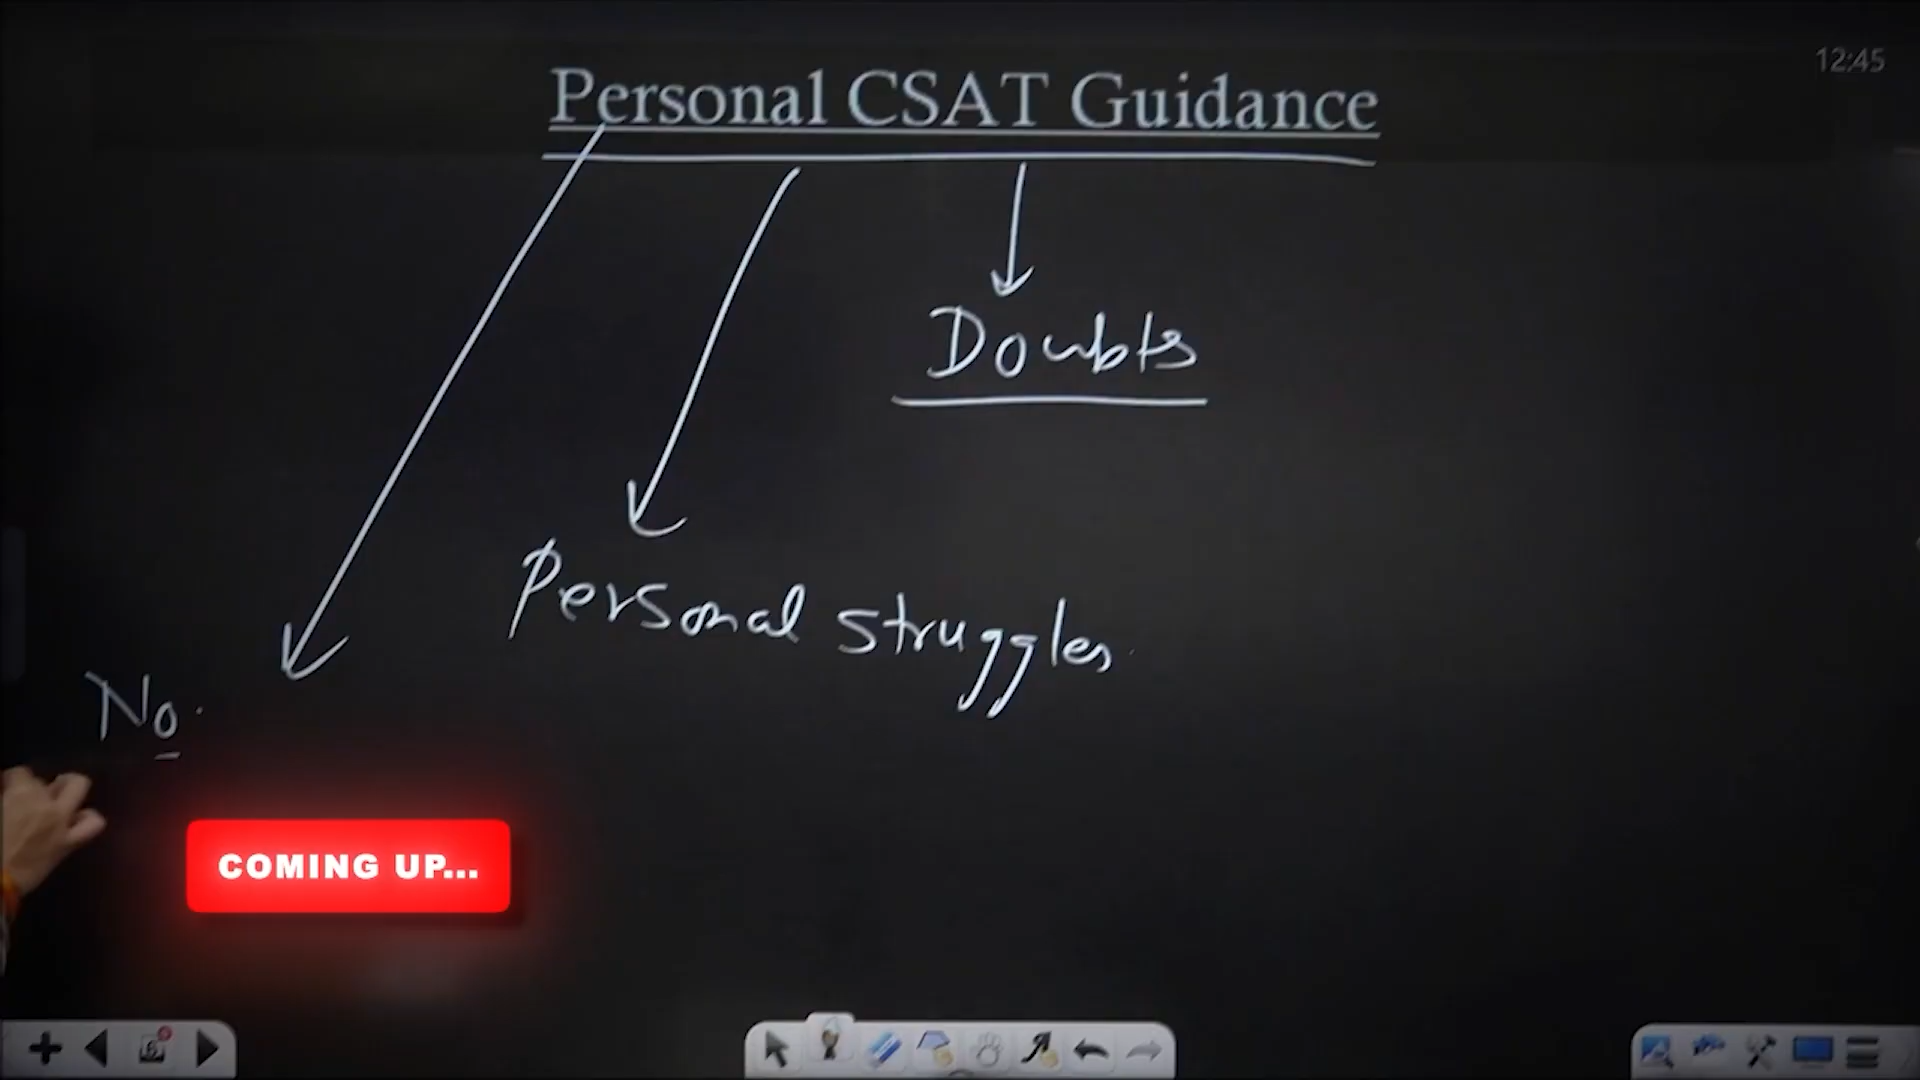 12:45
Personal CSAT Guidance
Doubts
Personal struggles
No.
COMING UP...